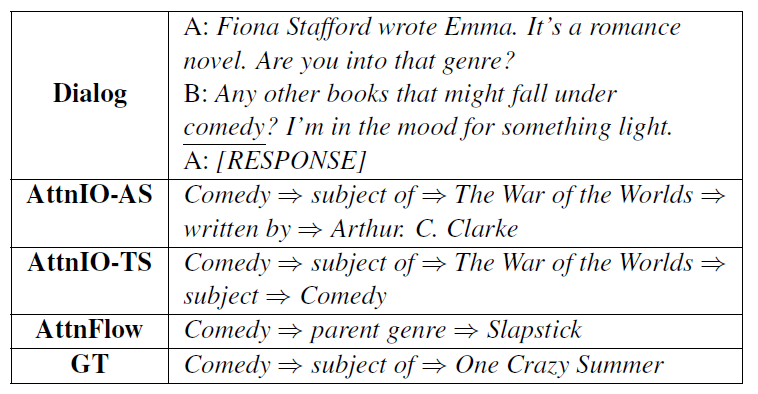 Dialog
A: Fiona Stafford wrote Emma. It's a romance
novel. Are you into that genre?
B: Any other books that might fall under
comedy? I'm in the mood for something light.
A: [RESPONSE]
AttnIO-AS
Comedy ⇒ subject of ⇒ The War of the Worlds ⇒
written by ⇒ Arthur. C. Clarke
AttnIO-TS
Comedy ⇒ subject of ⇒ The War of the Worlds ⇒
subject ⇒ Comedy
AttnFlow
Comedy ⇒ parent genre ⇒ Slapstick
GT
Comedy ⇒ subject of ⇒ One Crazy Summer